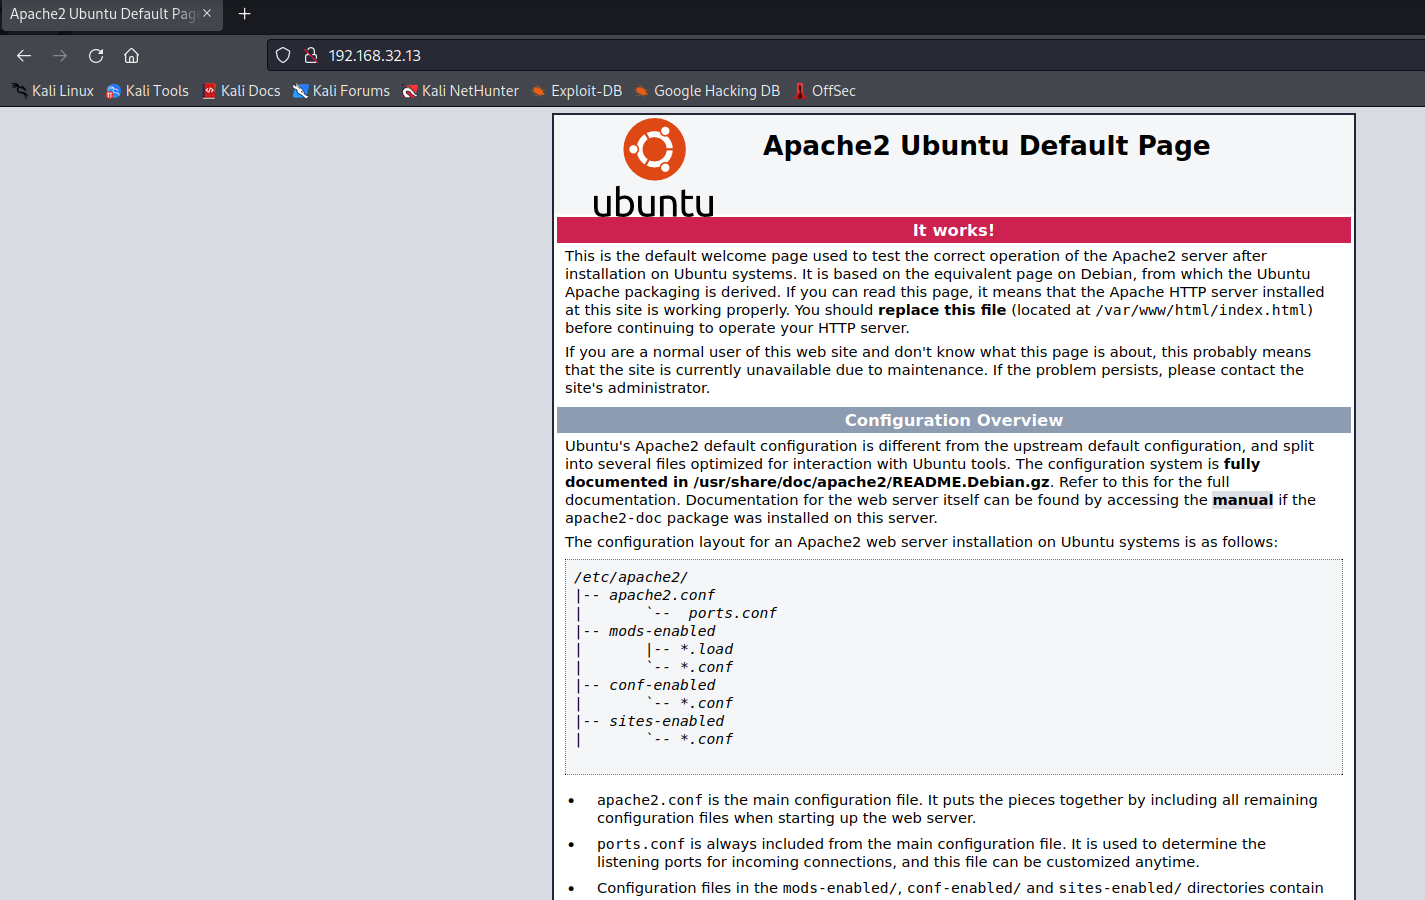 Apache2 Ubuntu Default Pag
192.168.32.13
Kali Linux Kali Tools Kali Docs Kali Forums Kali NetHunter Exploit-DB Google Hacking DB OffSec
ubuntu
Apache2 Ubuntu Default Page
It works!
This is the default welcome page used to test the correct operation of the Apache2 server after
installation on Ubuntu systems. It is based on the equivalent page on Debian, from which the Ubuntu
Apache packaging is derived. If you can read this page, it means that the Apache HTTP server installed
at this site is working properly. You should replace this file (located at /var/www/html/index.html)
before continuing to operate your HTTP server.
If you are a normal user of this web site and don't know what this page is about, this probably means
that the site is currently unavailable due to maintenance. If the problem persists, please contact the
site's administrator.
Configuration Overview
Ubuntu's Apache2 default configuration is different from the upstream default configuration, and split
into several files optimized for interaction with Ubuntu tools. The configuration system is fully
documented in /usr/share/doc/apache2/README.Debian.gz. Refer to this for the full
documentation. Documentation for the web server itself can be found by accessing the manual if the
apache2-doc package was installed on this server.
The configuration layout for an Apache2 web server installation on Ubuntu systems is as follows:
/etc/apache2/
|-- apache2.conf
|       `--  ports.conf
|-- mods-enabled
|       |-- *.load
|       `-- *.conf
|-- conf-enabled
|       `-- *.conf
|-- sites-enabled
|       `-- *.conf
• apache2.conf is the main configuration file. It puts the pieces together by including all remaining
configuration files when starting up the web server.
• ports.conf is always included from the main configuration file. It is used to determine the
listening ports for incoming connections, and this file can be customized anytime.
• Configuration files in the mods-enabled/, conf-enabled/ and sites-enabled/ directories contain